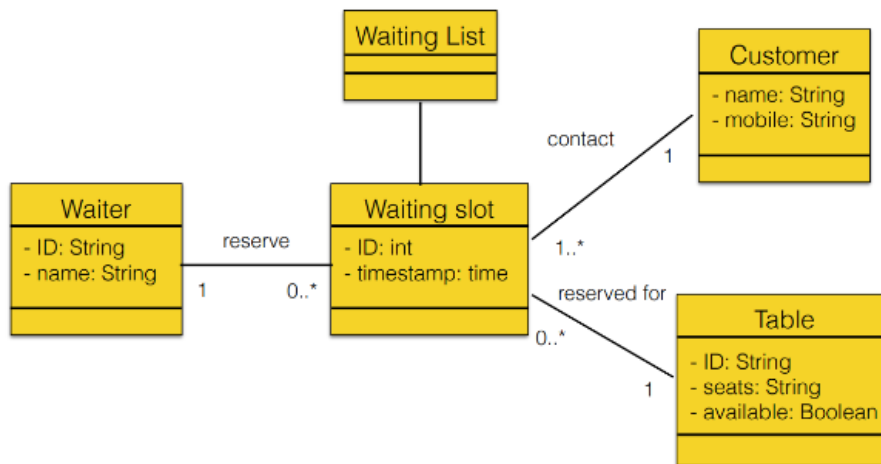 Waiting List
Customer
- name: String
- mobile: String
contact
1
Waiter
- ID: String
- name: String
reserve
1
0..*
Waiting slot
- ID: int
- timestamp: time
1..*
reserved for
0..*
1
Table
- ID: String
- seats: String
- available: Boolean